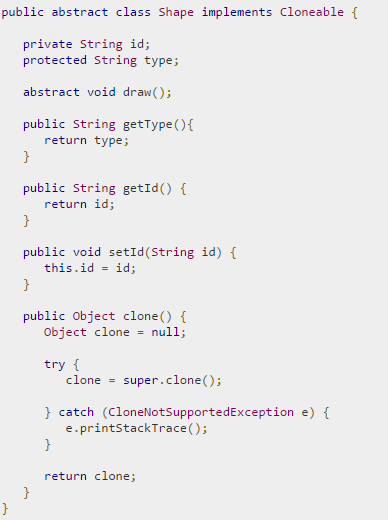 public abstract class Shape implements Cloneable {
private String id;
protected String type;
abstract void draw();
public String getType(){
return type;
}
public String getId() {
return id;
}
public void setId(String id) {
this.id = id;
}
public Object clone() {
Object clone = null;
try {
clone = super.clone();
} catch (CloneNotSupportedException e) {
e.printStackTrace();
}
return clone;
}
}